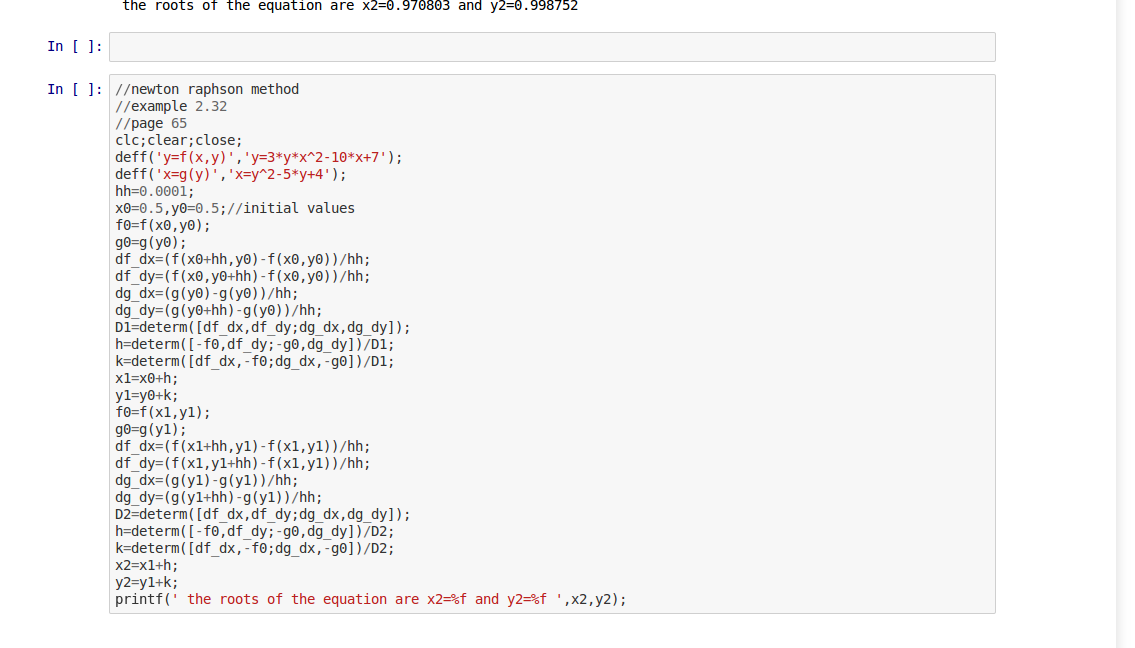 the roots of the equation are x2=0.970803 and y2=0.998752
In [ ]:
In [ ]:
//newton raphson method
//example 2.32
//page 65
clc;clear;close;
deff('y=f(x,y)','y=3*y*x^2-10*x+7');
deff('x=g(y)','x=y^2-5*y+4');
hh=0.0001;
x0=0.5,y0=0.5;//initial values
f0=f(x0,y0);
g0=g(y0);
df_dx=(f(x0+hh,y0)-f(x0,y0))/hh;
df_dy=(f(x0,y0+hh)-f(x0,y0))/hh;
dg_dx=(g(y0)-g(y0))/hh;
dg_dy=(g(y0+hh)-g(y0))/hh;
D1=determ([df_dx,df_dy;dg_dx,dg_dy]);
h=determ([-f0,df_dy;-g0,dg_dy])/D1;
k=determ([df_dx,-f0;dg_dx,-g0])/D1;
x1=x0+h;
y1=y0+k;
f0=f(x1,y1);
g0=g(y1);
df_dx=(f(x1+hh,y1)-f(x1,y1))/hh;
df_dy=(f(x1,y1+hh)-f(x1,y1))/hh;
dg_dx=(g(y1)-g(y1))/hh;
dg_dy=(g(y1+hh)-g(y1))/hh;
D2=determ([df_dx,df_dy;dg_dx,dg_dy]);
h=determ([-f0,df_dy;-g0,dg_dy])/D2;
k=determ([df_dx,-f0;dg_dx,-g0])/D2;
x2=x1+h;
y2=y1+k;
printf(' the roots of the equation are x2=%f and y2=%f ',x2,y2);